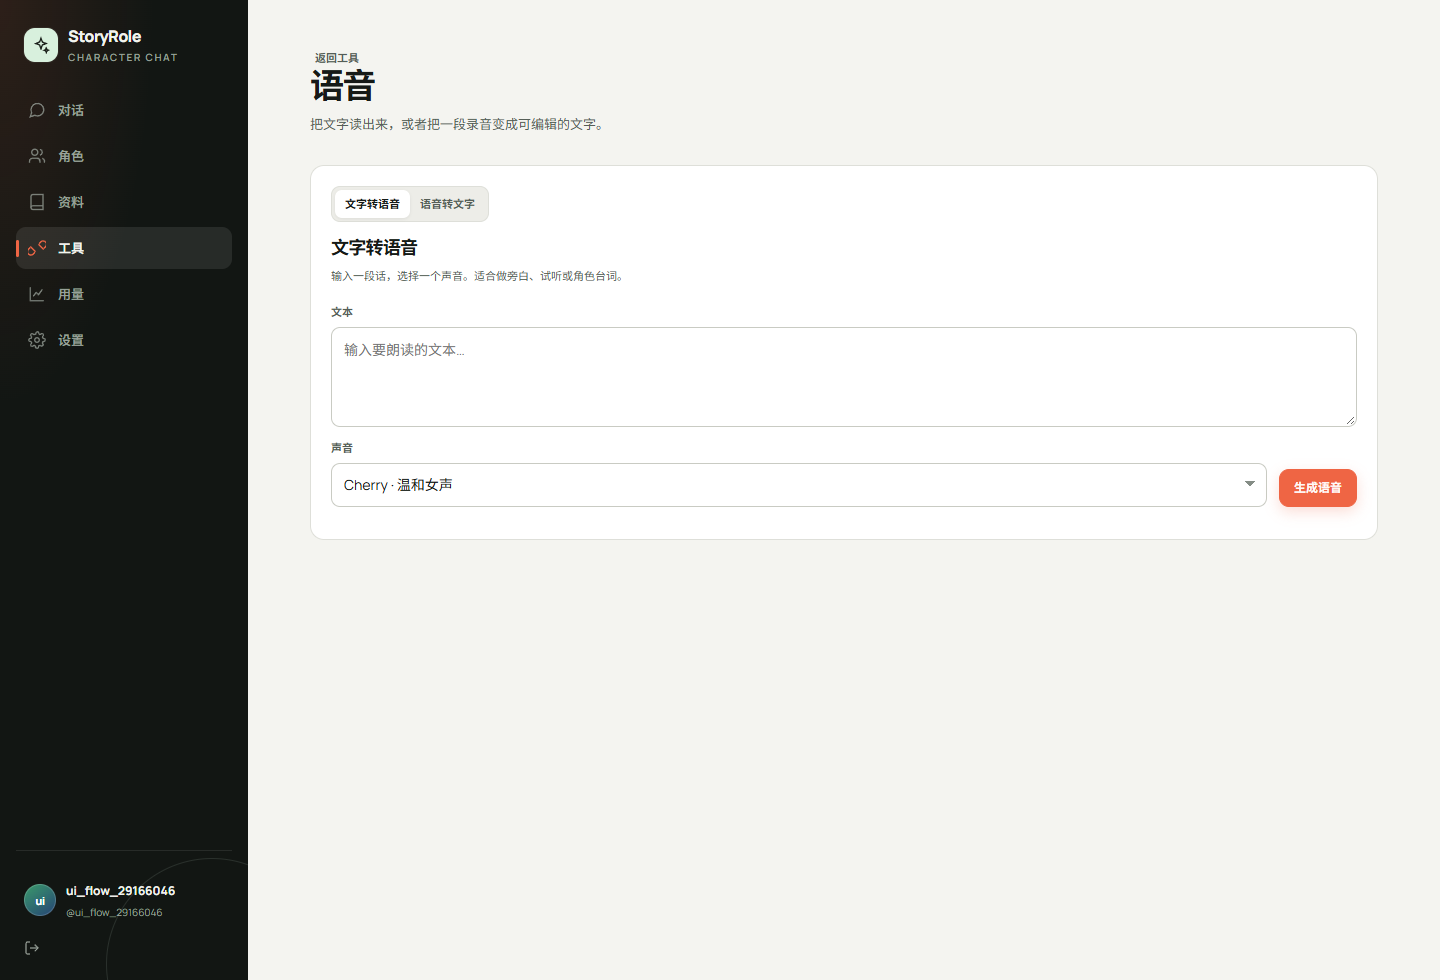 StoryRole
CHARACTER CHAT
对话
角色
资料
工具
用量
设置
ui
ui_flow_29166046
@ui_flow_29166046
返回工具
语音
把文字读出来，或者把一段录音变成可编辑的文字。
文字转语音
语音转文字
文字转语音
输入一段话，选择一个声音。适合做旁白、试听或角色台词。
文本
输入要朗读的文本...
声音
Cherry · 温和女声
生成语音